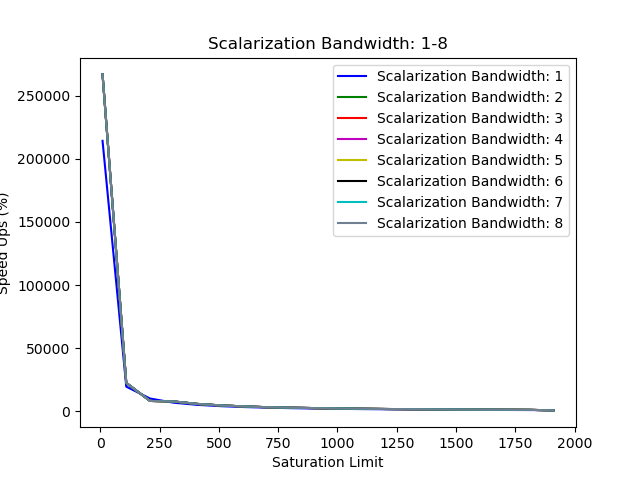 Scalarization Bandwidth: 1-8
Speed Ups (%)
250000
200000
150000
100000
50000
0
Scalarization Bandwidth: 1
Scalarization Bandwidth: 2
Scalarization Bandwidth: 3
Scalarization Bandwidth: 4
Scalarization Bandwidth: 5
Scalarization Bandwidth: 6
Scalarization Bandwidth: 7
Scalarization Bandwidth: 8
0 250 500 750 1000 1250 1500 1750 2000
Saturation Limit